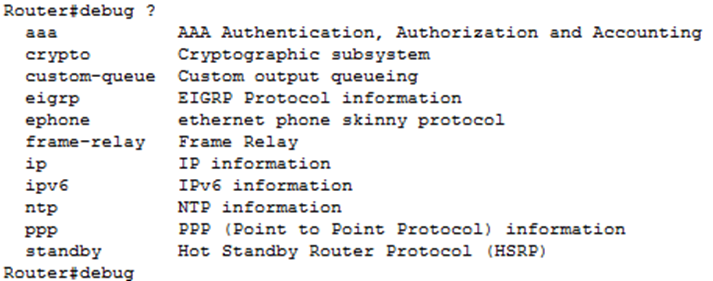 Router#debug ?
aaa AAA Authentication, Authorization and Accounting
crypto Cryptographic subsystem
custom-queue Custom output queueing
eigrp EIGRP Protocol information
ephone ethernet phone skinny protocol
frame-relay Frame Relay
ip IP information
ipv6 IPv6 information
ntp NTP information
ppp PPP (Point to Point Protocol) information
standby Hot Standby Router Protocol (HSRP)
Router#debug